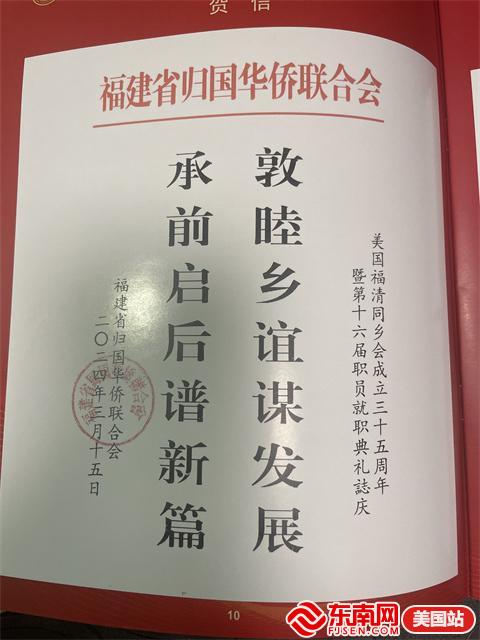 贺信
福建省归国华侨联合会
美国福清同乡会成立三十五周年
暨第十六届职员就职典礼誌庆
敦睦乡谊谋发展
承前启后谱新篇
福建省归国华侨联合会
二〇二四年三月十五日
10
东南网
FJSEN.COM
美国站